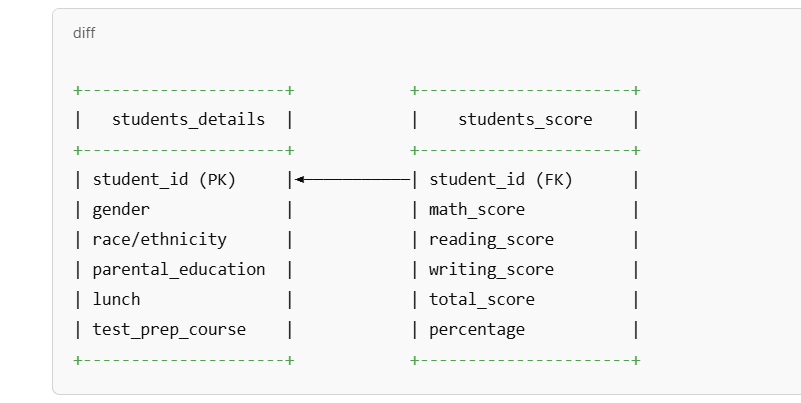 diff
+----------------------+ +-----------------------+
| students_details | | students_score |
+----------------------+ +-----------------------+
| student_id (PK) |◄───────────| student_id (FK) |
| gender | | math_score |
| race/ethnicity | | reading_score |
| parental_education | | writing_score |
| lunch | | total_score |
| test_prep_course | | percentage |
+----------------------+ +-----------------------+